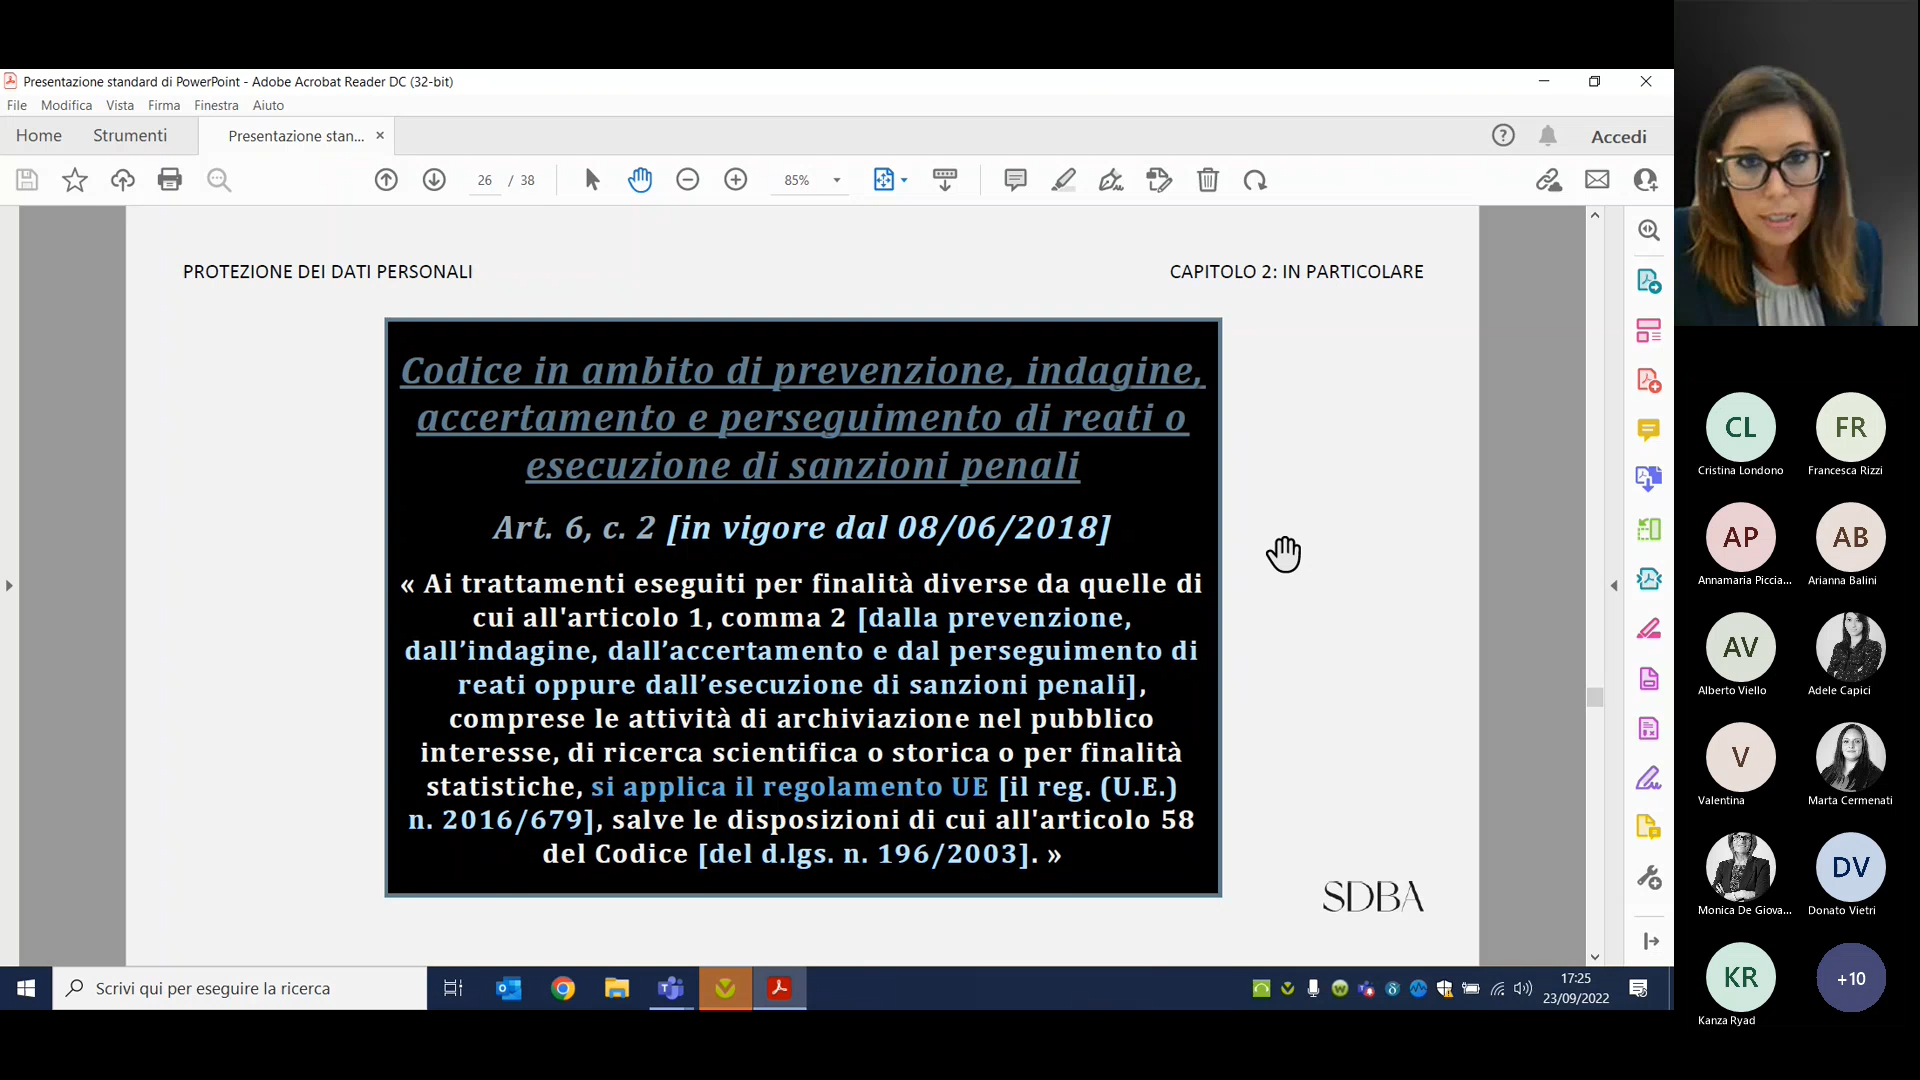 Presentazione standard di PowerPoint - Adobe Acrobat Reader DC (32-bit)
File Modifica Vista Firma Finestra Aiuto
Home Strumenti Presentazione stan... × Accedi
26 / 38 85%
PROTEZIONE DEI DATI PERSONALI CAPITOLO 2: IN PARTICOLARE
Codice in ambito di prevenzione, indagine,
accertamento e perseguimento di reati o
esecuzione di sanzioni penali
Art. 6, c. 2 [in vigore dal 08/06/2018]
« Ai trattamenti eseguiti per finalità diverse da quelle di
cui all'articolo 1, comma 2 [dalla prevenzione,
dall’indagine, dall’accertamento e dal perseguimento di
reati oppure dall’esecuzione di sanzioni penali],
comprese le attività di archiviazione nel pubblico
interesse, di ricerca scientifica o storica o per finalità
statistiche, si applica il regolamento UE [il reg. (U.E.)
n. 2016/679], salve le disposizioni di cui all'articolo 58
del Codice [del d.lgs. n. 196/2003]. »
SDBA
Scrivi qui per eseguire la ricerca
17:25
23/09/2022
CL FR
Cristina Londono Francesca Rizzi
AP AB
Annamaria Piccia... Arianna Balini
AV
Alberto Viello Adele Capici
V
Valentina Marta Cermenati
DV
Monica De Giova... Donato Vietri
KR +10
Kanza Ryad